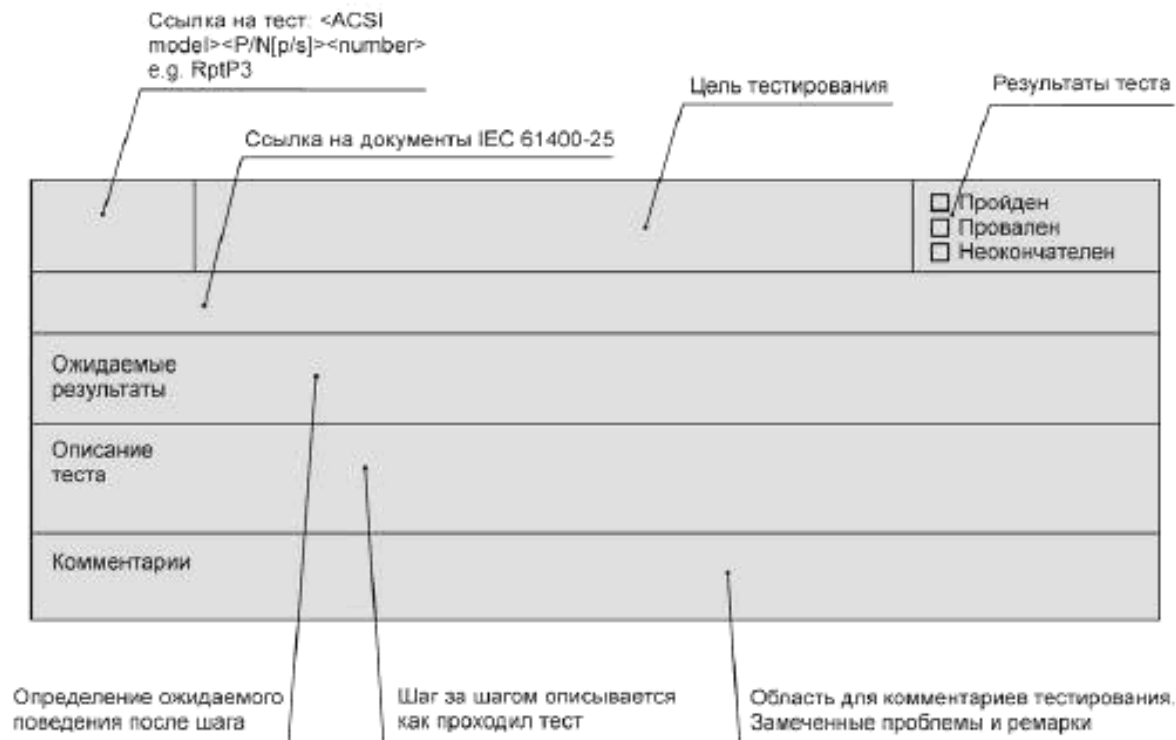 Ссылка на тест: <ACSI
model><P/N[p/s]><number>
e.g. RptP3
Цель тестирования
Результаты теста
Ссылка на документы IEC 61400-25
Пройден
Провален
Неокончателен
Ожидаемые
результаты
Описание
теста
Комментарии
Определение ожидаемого
поведения после шага
Шаг за шагом описывается
как проходил тест
Область для комментариев тестирования.
Замеченные проблемы и ремарки